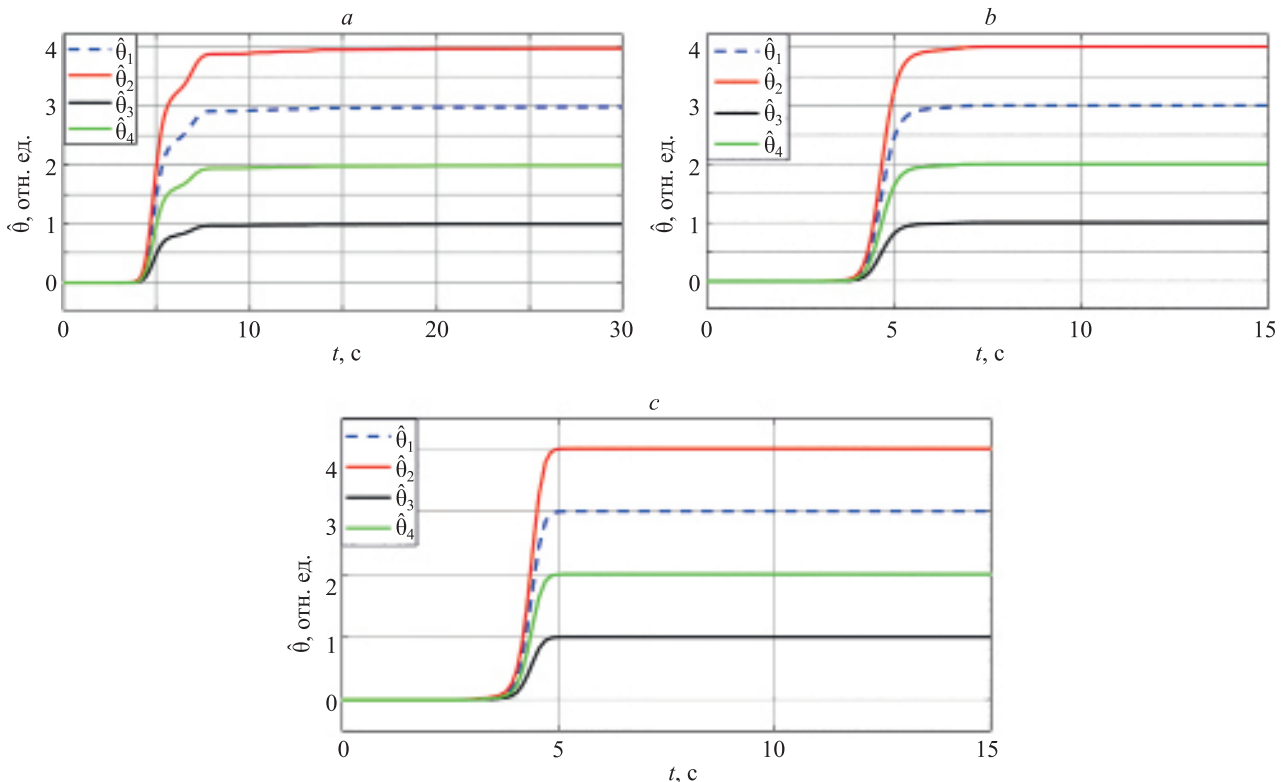 a
θ̂₁
θ̂₂
θ̂₃
θ̂₄
4
3
2
1
0
θ̂, отн. ед.
0
10
20
30
t, с
b
θ̂₁
θ̂₂
θ̂₃
θ̂₄
4
3
2
1
0
θ̂, отн. ед.
0
5
10
15
t, с
c
θ̂₁
θ̂₂
θ̂₃
θ̂₄
4
3
2
1
0
θ̂, отн. ед.
0
5
10
15
t, с